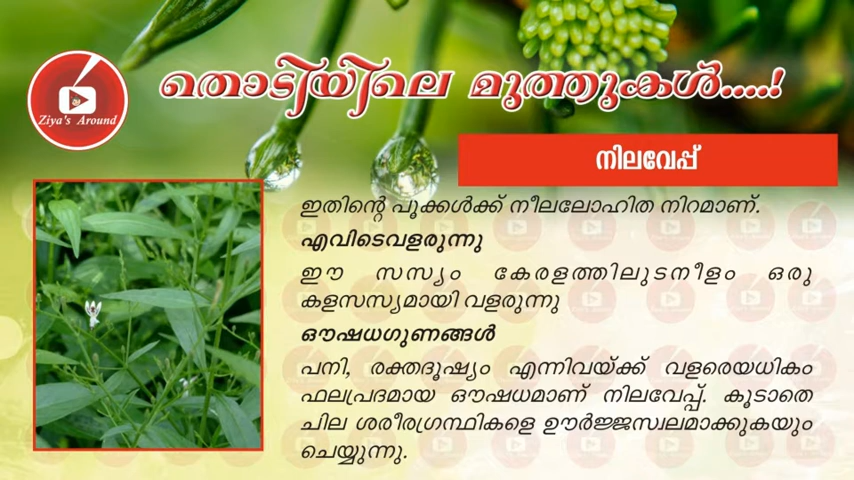 തൊടിയിലെ മുത്തുകൾ.....!
Ziya's Around
നിലവേപ്പ്
ഇതിന്റെ പൂക്കൾക്ക് നീലലോഹിത നിറമാണ്.
എവിടെവളരുന്നു
ഈ സസ്യം കേരളത്തിലുടനീളം ഒരു
കളസസ്യമായി വളരുന്നു
ഔഷധഗുണങ്ങൾ
പനി, രക്തദൂഷ്യം എന്നിവയ്ക്ക് വളരെയധികം
ഫലപ്രദമായ ഔഷധമാണ് നിലവേപ്പ്. കൂടാതെ
ചില ശരീരഗ്രന്ഥികളെ ഊർജ്ജസ്വലമാക്കുകയും
ചെയ്യുന്നു.